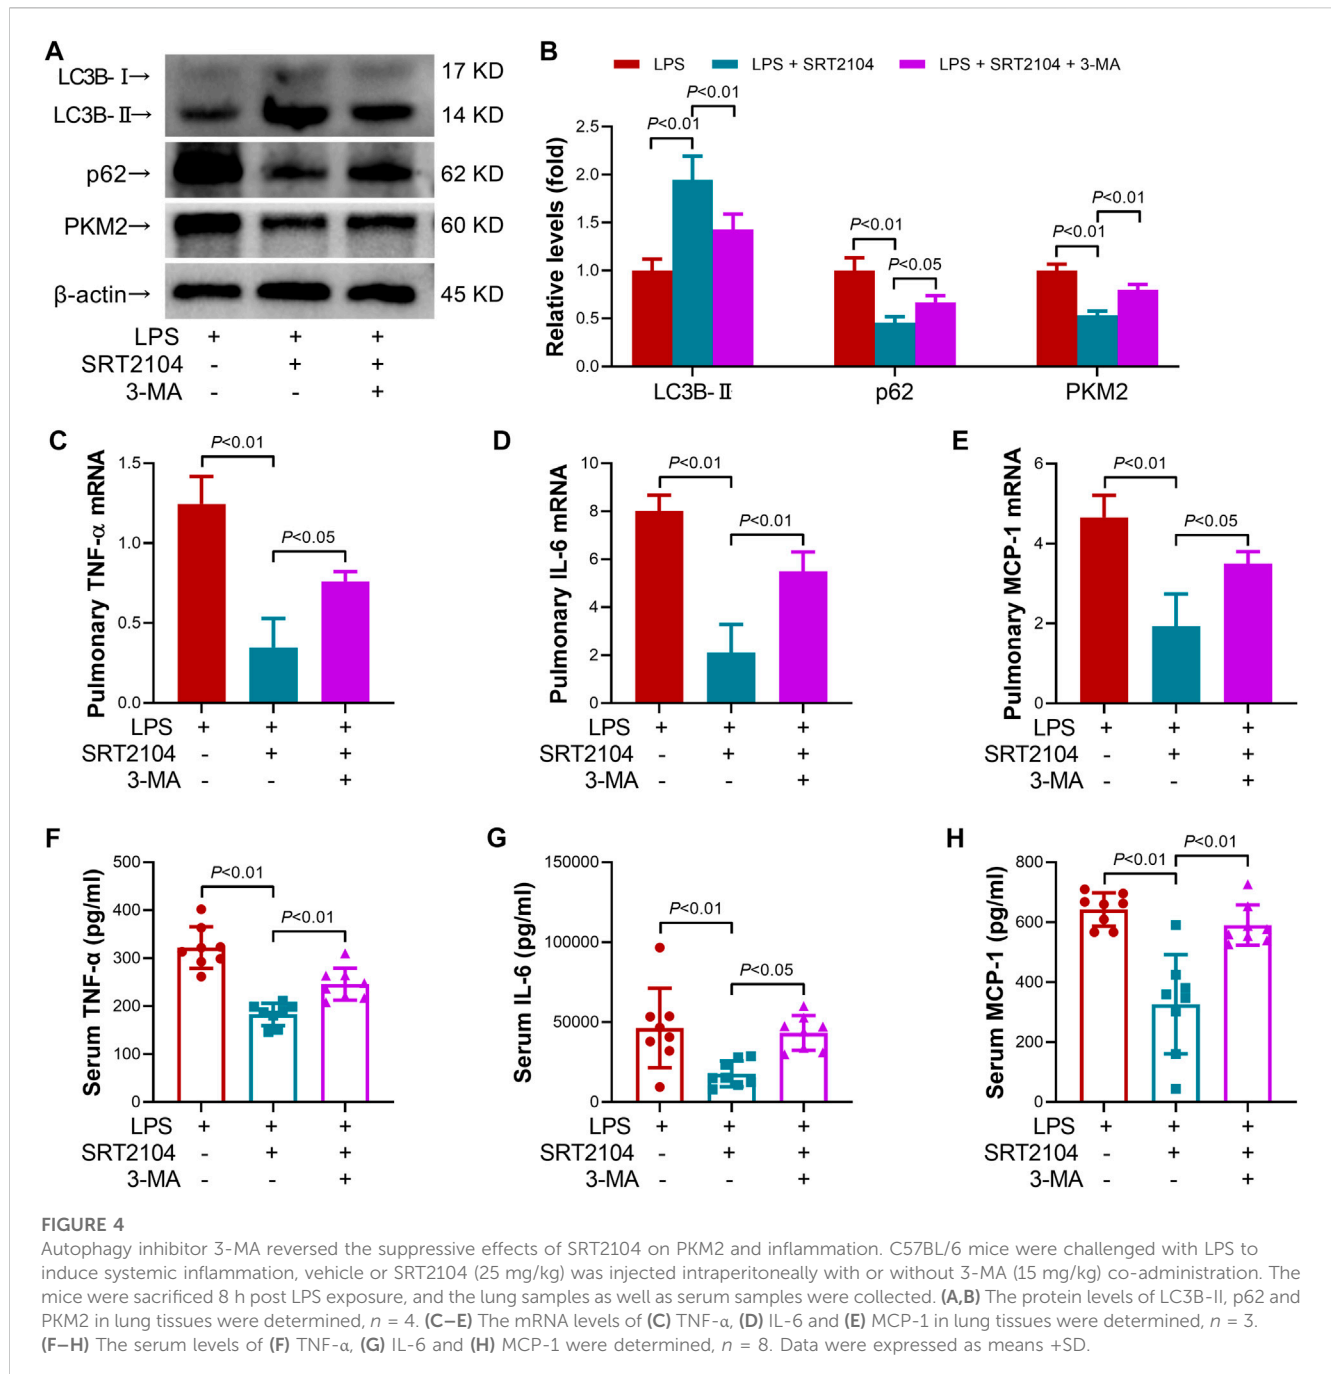 A
LC3B- I→
17 KD
LC3B-II→
14 KD
p62→
62 KD
PKM2→
60 KD
β-actin→
45 KD
LPS + + +
SRT2104 - + +
3-MA - - +
B
LPS LPS + SRT2104 LPS + SRT2104 + 3-MA
Relative levels (fold)
2.5
2.0
1.5
1.0
0.5
0.0
P<0.01
P<0.01
P<0.01
P<0.05
P<0.01
P<0.01
LC3B-II p62 PKM2
C
Pulmonary TNF-α mRNA
1.5
1.0
0.5
0.0
P<0.01
P<0.05
LPS + + +
SRT2104 - + +
3-MA - - +
D
Pulmonary IL-6 mRNA
10
8
6
4
2
0
P<0.01
P<0.01
LPS + + +
SRT2104 - + +
3-MA - - +
E
Pulmonary MCP-1 mRNA
6
4
2
0
P<0.01
P<0.05
LPS + + +
SRT2104 - + +
3-MA - - +
F
Serum TNF-α (pg/ml)
500
400
300
200
100
0
P<0.01
P<0.01
LPS + + +
SRT2104 - + +
3-MA - - +
G
Serum IL-6 (pg/ml)
150000
100000
50000
0
P<0.01
P<0.05
LPS + + +
SRT2104 - + +
3-MA - - +
H
Serum MCP-1 (pg/ml)
800
600
400
200
0
P<0.01
P<0.01
LPS + + +
SRT2104 - + +
3-MA - - +
FIGURE 4
Autophagy inhibitor 3-MA reversed the suppressive effects of SRT2104 on PKM2 and inflammation. C57BL/6 mice were challenged with LPS to
induce systemic inflammation, vehicle or SRT2104 (25 mg/kg) was injected intraperitoneally with or without 3-MA (15 mg/kg) co-administration. The
mice were sacrificed 8 h post LPS exposure, and the lung samples as well as serum samples were collected. (A,B) The protein levels of LC3B-II, p62 and
PKM2 in lung tissues were determined, n = 4. (C–E) The mRNA levels of (C) TNF-α, (D) IL-6 and (E) MCP-1 in lung tissues were determined, n = 3.
(F–H) The serum levels of (F) TNF-α, (G) IL-6 and (H) MCP-1 were determined, n = 8. Data were expressed as means +SD.